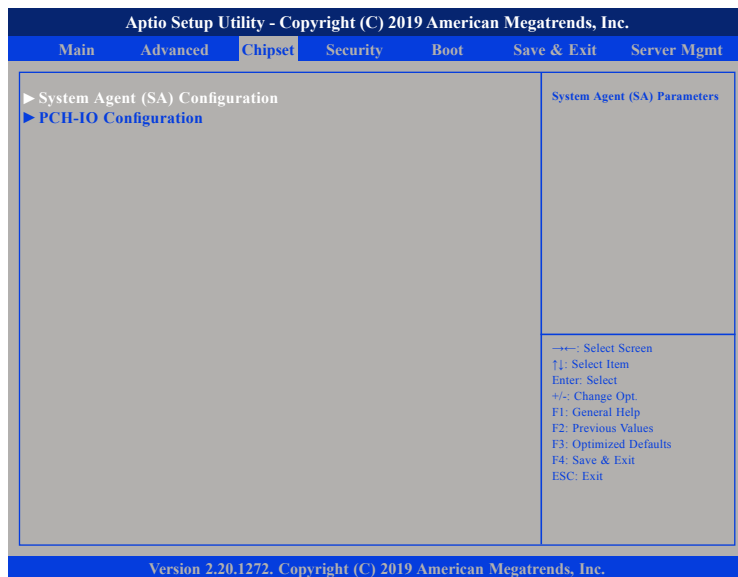 Aptio Setup Utility - Copyright (C) 2019 American Megatrends, Inc.
Main Advanced Chipset Security Boot Save & Exit Server Mgmt
▶ System Agent (SA) Configuration
▶ PCH-IO Configuration
System Agent (SA) Parameters
→←: Select Screen
↑↓: Select Item
Enter: Select
+/-: Change Opt.
F1: General Help
F2: Previous Values
F3: Optimized Defaults
F4: Save & Exit
ESC: Exit
Version 2.20.1272. Copyright (C) 2019 American Megatrends, Inc.